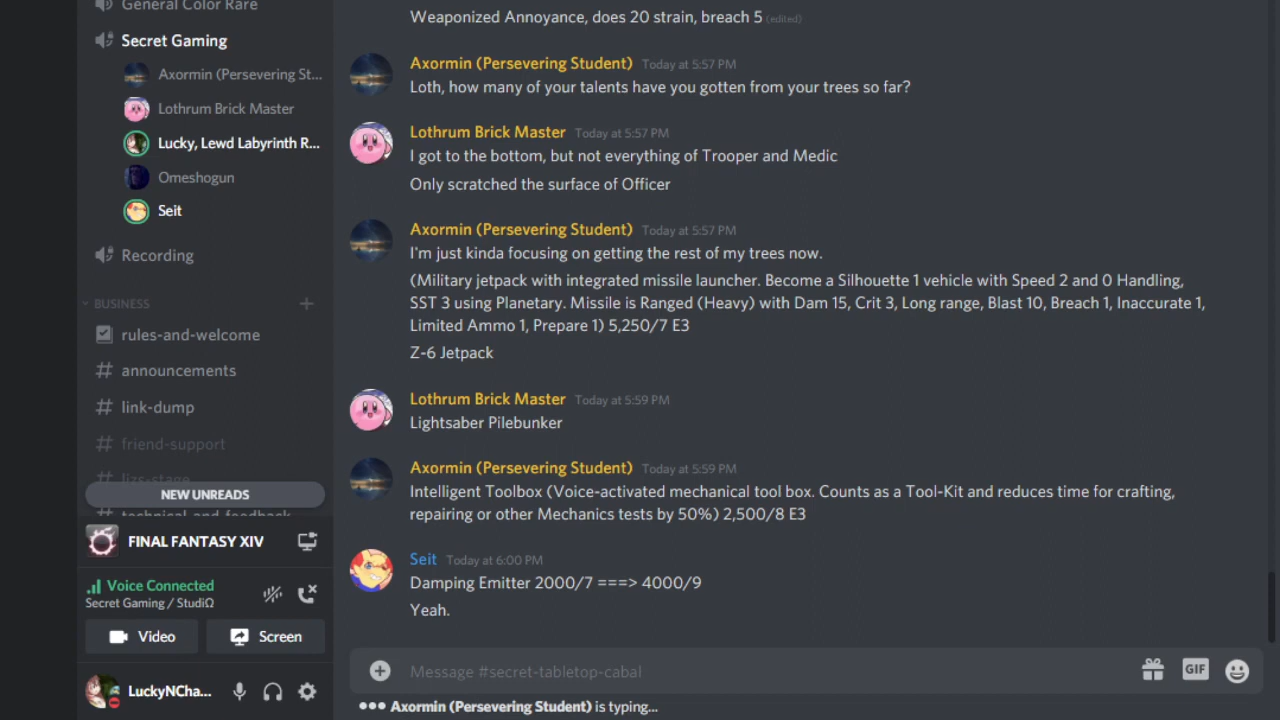 General Color Rare
Secret Gaming
Axormin (Persevering St...
Lothrum Brick Master
Lucky, Lewd Labyrinth R...
Omeshogun
Seit
Recording
BUSINESS
rules-and-welcome
announcements
link-dump
friend-support
lizs-stage
NEW UNREADS
technical-and-feedback
FINAL FANTASY XIV
Voice Connected
Secret Gaming / StudiΩ
Video
Screen
LuckyNCha...
Weaponized Annoyance, does 20 strain, breach 5 (edited)
Axormin (Persevering Student) Today at 5:57 PM
Loth, how many of your talents have you gotten from your trees so far?
Lothrum Brick Master Today at 5:57 PM
I got to the bottom, but not everything of Trooper and Medic
Only scratched the surface of Officer
Axormin (Persevering Student) Today at 5:57 PM
I'm just kinda focusing on getting the rest of my trees now.
(Military jetpack with integrated missile launcher. Become a Silhouette 1 vehicle with Speed 2 and 0 Handling,
SST 3 using Planetary. Missile is Ranged (Heavy) with Dam 15, Crit 3, Long range, Blast 10, Breach 1, Inaccurate 1,
Limited Ammo 1, Prepare 1) 5,250/7 E3
Z-6 Jetpack
Lothrum Brick Master Today at 5:59 PM
Lightsaber Pilebunker
Axormin (Persevering Student) Today at 5:59 PM
Intelligent Toolbox (Voice-activated mechanical tool box. Counts as a Tool-Kit and reduces time for crafting,
repairing or other Mechanics tests by 50%) 2,500/8 E3
Seit Today at 6:00 PM
Damping Emitter 2000/7 ===> 4000/9
Yeah.
Message #secret-tabletop-cabal
GIF
Axormin (Persevering Student) is typing...